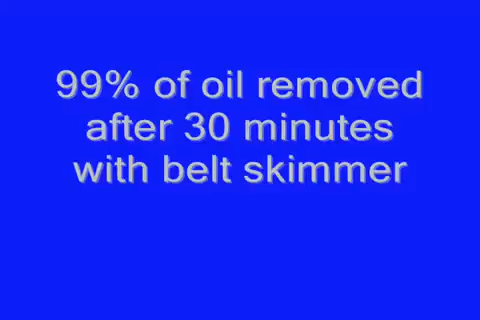 99% of oil removed
after 30 minutes
with belt skimmer